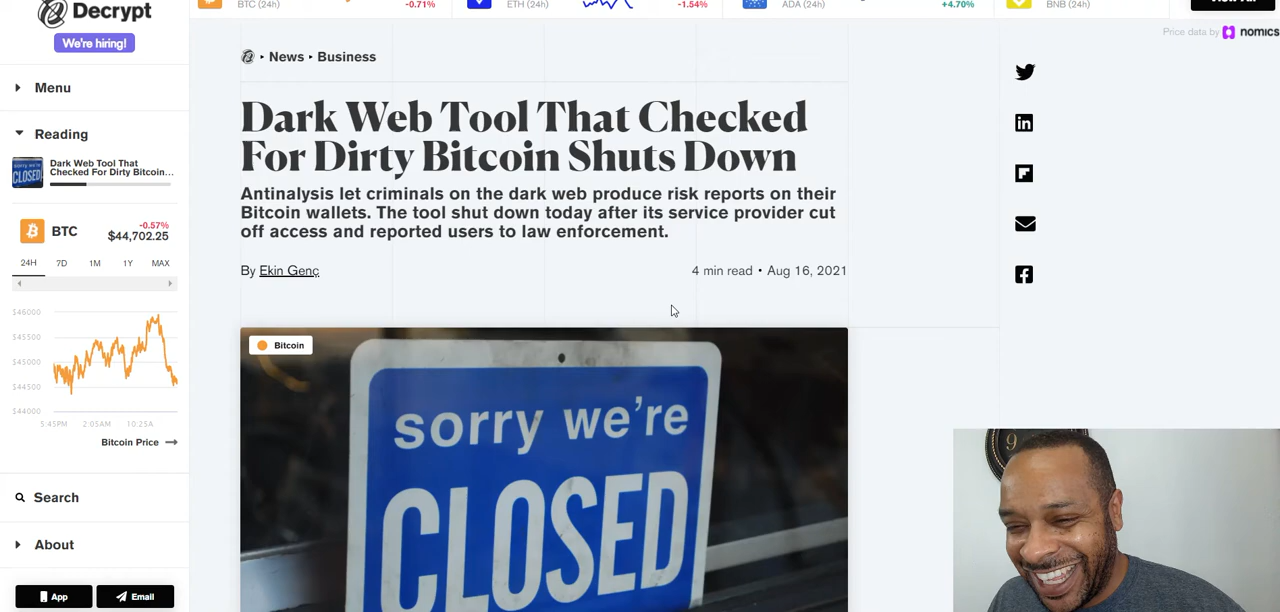 Decrypt
We're hiring!
Menu
Reading
Dark Web Tool That
Checked For Dirty Bitcoin...
BTC
-0.57%
$44,702.25
24H 7D 1M 1Y MAX
$46000
$45500
$45000
$44500
$44000
5:45PM 2:05AM 10:25A
Bitcoin Price
Search
About
App Email
BTC (24h) -0.71% ETH (24h) -1.54% ADA (24h) +4.70% BNB (24h)
Price data by nomics
News ‣ Business
Dark Web Tool That Checked
For Dirty Bitcoin Shuts Down
Antinalysis let criminals on the dark web produce risk reports on their
Bitcoin wallets. The tool shut down today after its service provider cut
off access and reported users to law enforcement.
By Ekin Genç 4 min read • Aug 16, 2021
Bitcoin
sorry we're
CLOSED
9